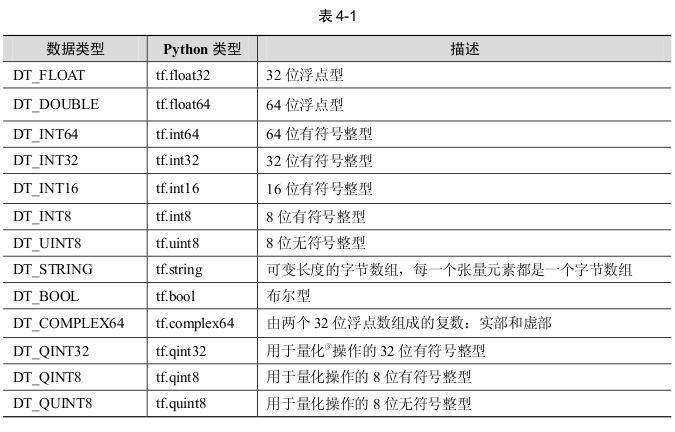 表 4-1
数据类型 Python 类型 描述
DT_FLOAT tf.float32 32 位浮点型
DT_DOUBLE tf.float64 64 位浮点型
DT_INT64 tf.int64 64 位有符号整型
DT_INT32 tf.int32 32 位有符号整型
DT_INT16 tf.int16 16 位有符号整型
DT_INT8 tf.int8 8 位有符号整型
DT_UINT8 tf.uint8 8 位无符号整型
DT_STRING tf.string 可变长度的字节数组，每一个张量元素都是一个字节数组
DT_BOOL tf.bool 布尔型
DT_COMPLEX64 tf.complex64 由两个 32 位浮点数组成的复数：实部和虚部
DT_QINT32 tf.qint32 用于量化操作的 32 位有符号整型
DT_QINT8 tf.qint8 用于量化操作的 8 位有符号整型
DT_QUINT8 tf.quint8 用于量化操作的 8 位无符号整型